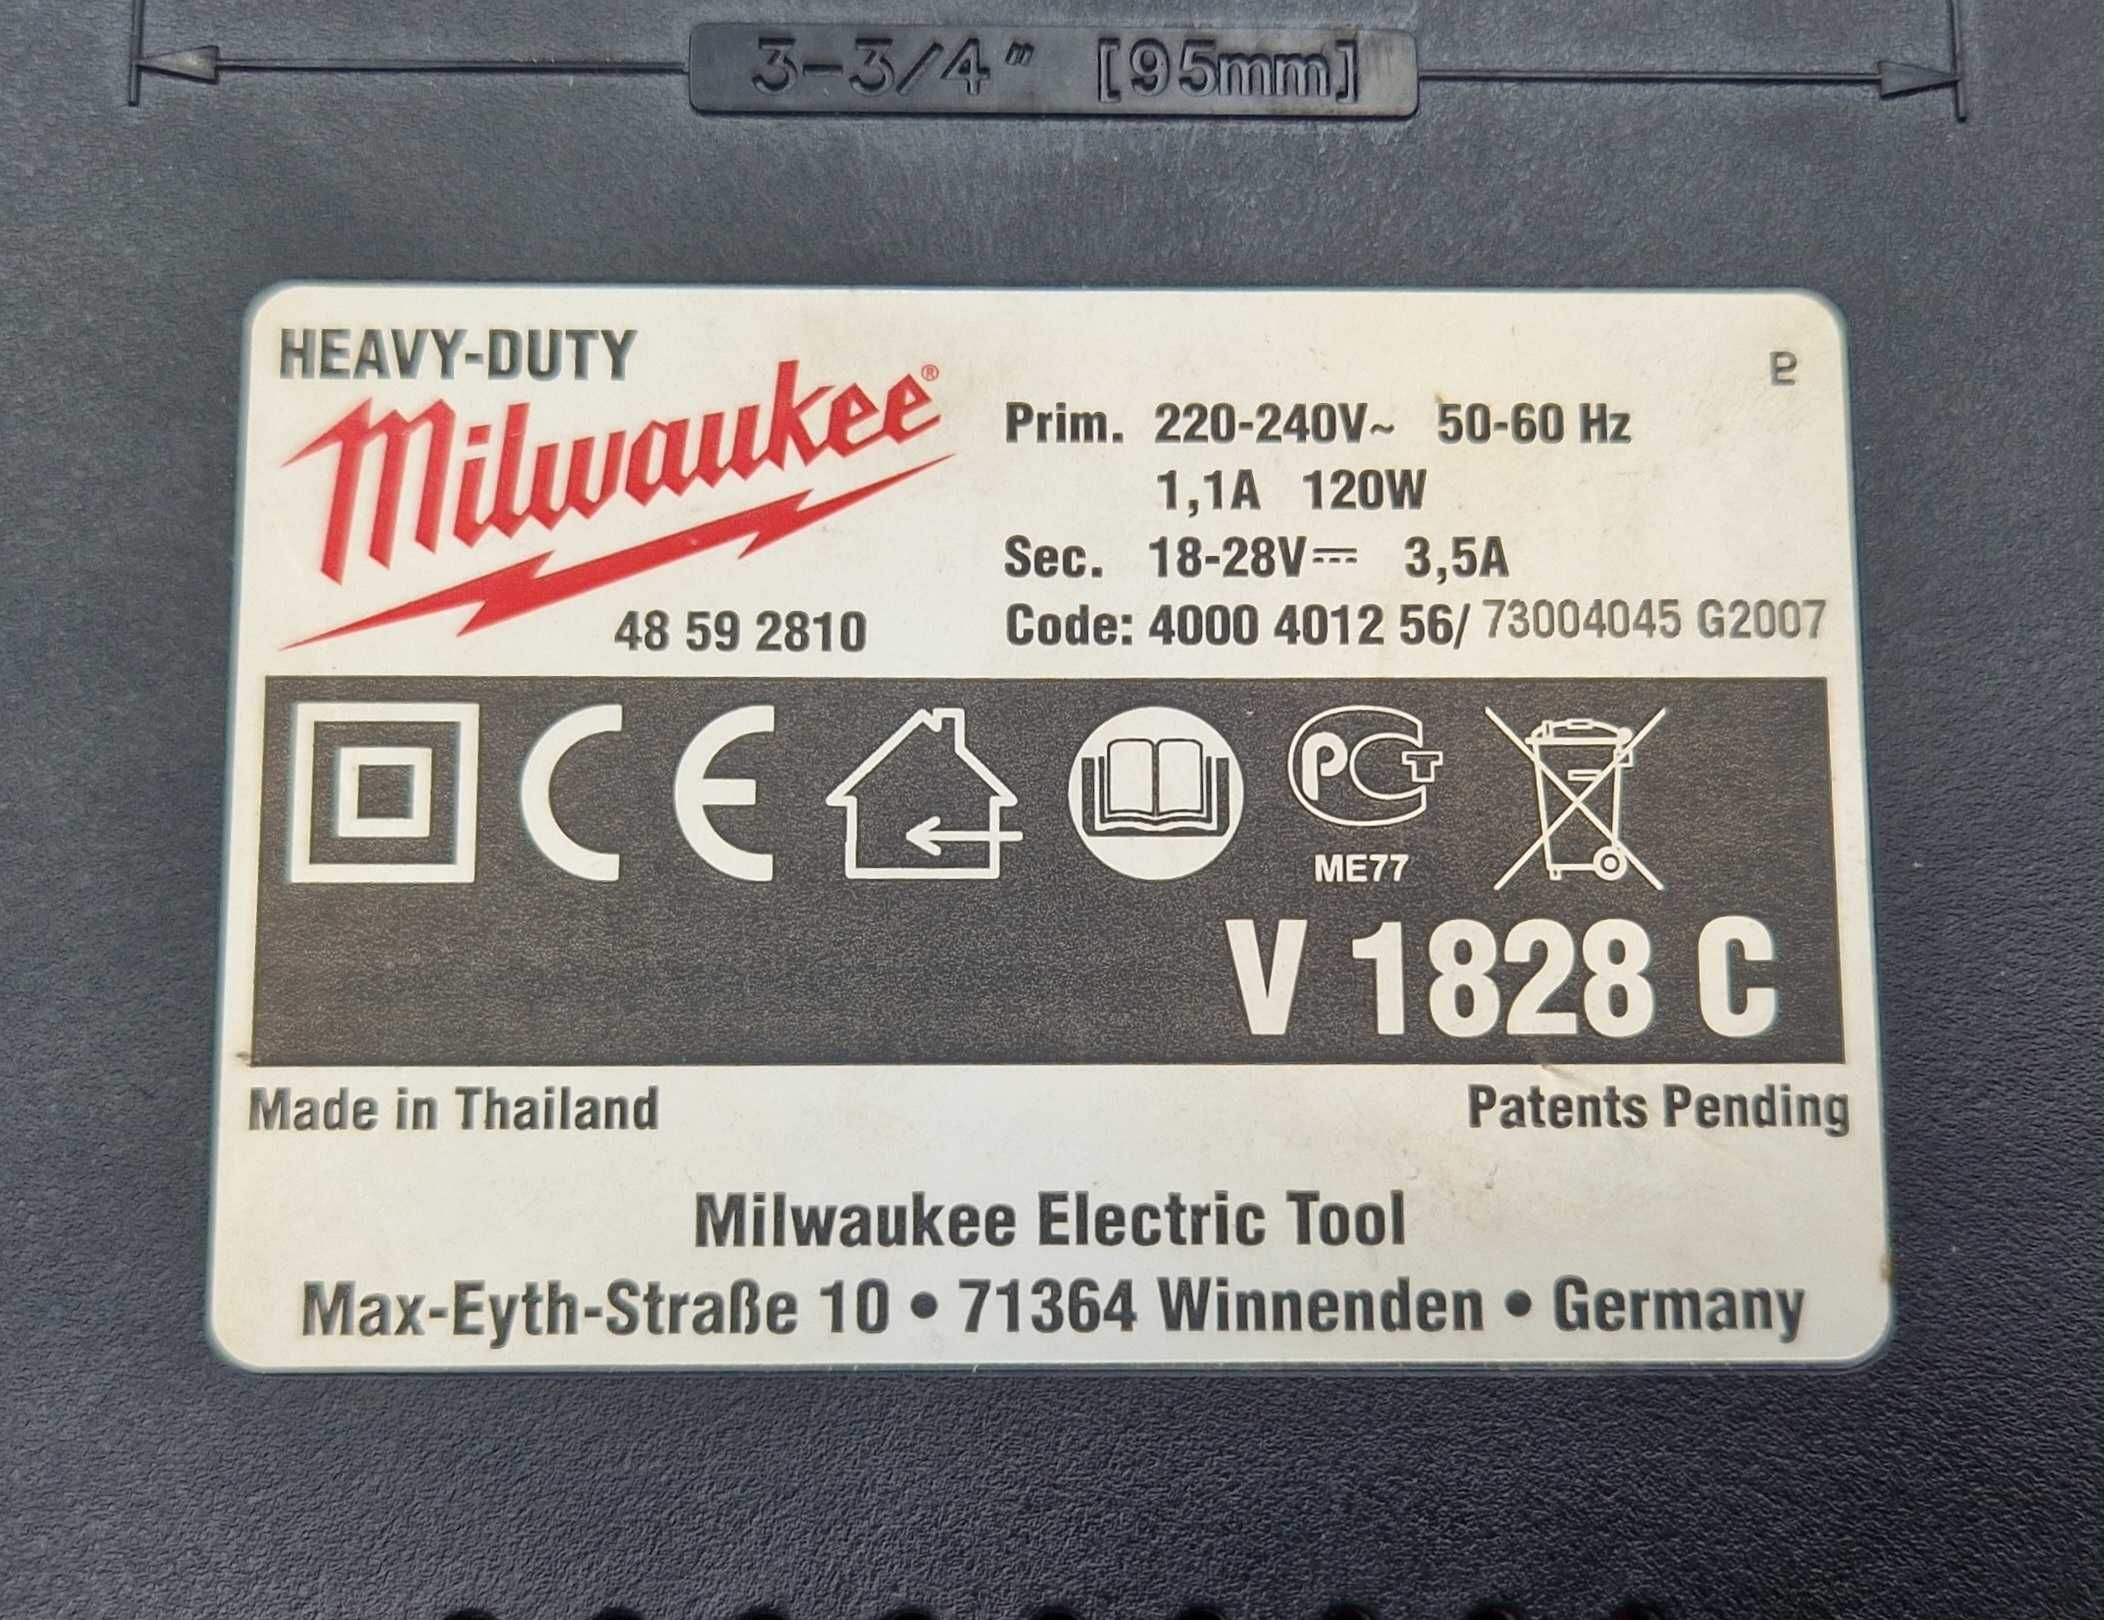 3-3/4" [95mm]
HEAVY-DUTY
Milwaukee®
48 59 2810
Prim. 220-240V~ 50-60 Hz
1,1A 120W
Sec. 18-28V⎓ 3,5A
Code: 4000 4012 56/ 73004045 G2007
CE
PCT
ME77
V 1828 C
Made in Thailand
Patents Pending
Milwaukee Electric Tool
Max-Eyth-Straße 10 • 71364 Winnenden • Germany